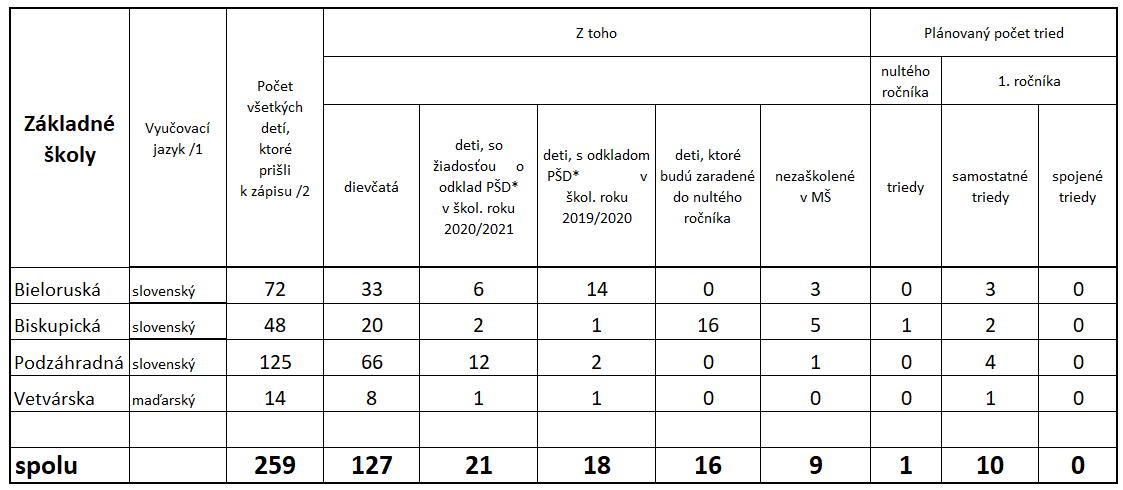 Z toho
Plánovaný počet tried
Základné
školy
Vyučovací
jazyk /1
Počet
všetkých
detí,
ktoré
prišli
k zápisu /2
nultého
ročníka
1. ročníka
dievčatá
deti, so
žiadosťou o
odklad PŠD*
v škol. roku
2020/2021
deti, s odkladom
PŠD* v
škol. roku
2019/2020
deti, ktoré
budú zaradené
do nultého
ročníka
nezaškolené
v MŠ
triedy
samostatné
triedy
spojené
triedy
Bieloruská slovenský 72 33 6 14 0 3 0 3 0
Biskupická slovenský 48 20 2 1 16 5 1 2 0
Podzáhradná slovenský 125 66 12 2 0 1 0 4 0
Vetvárska maďarský 14 8 1 1 0 0 0 1 0
spolu 259 127 21 18 16 9 1 10 0